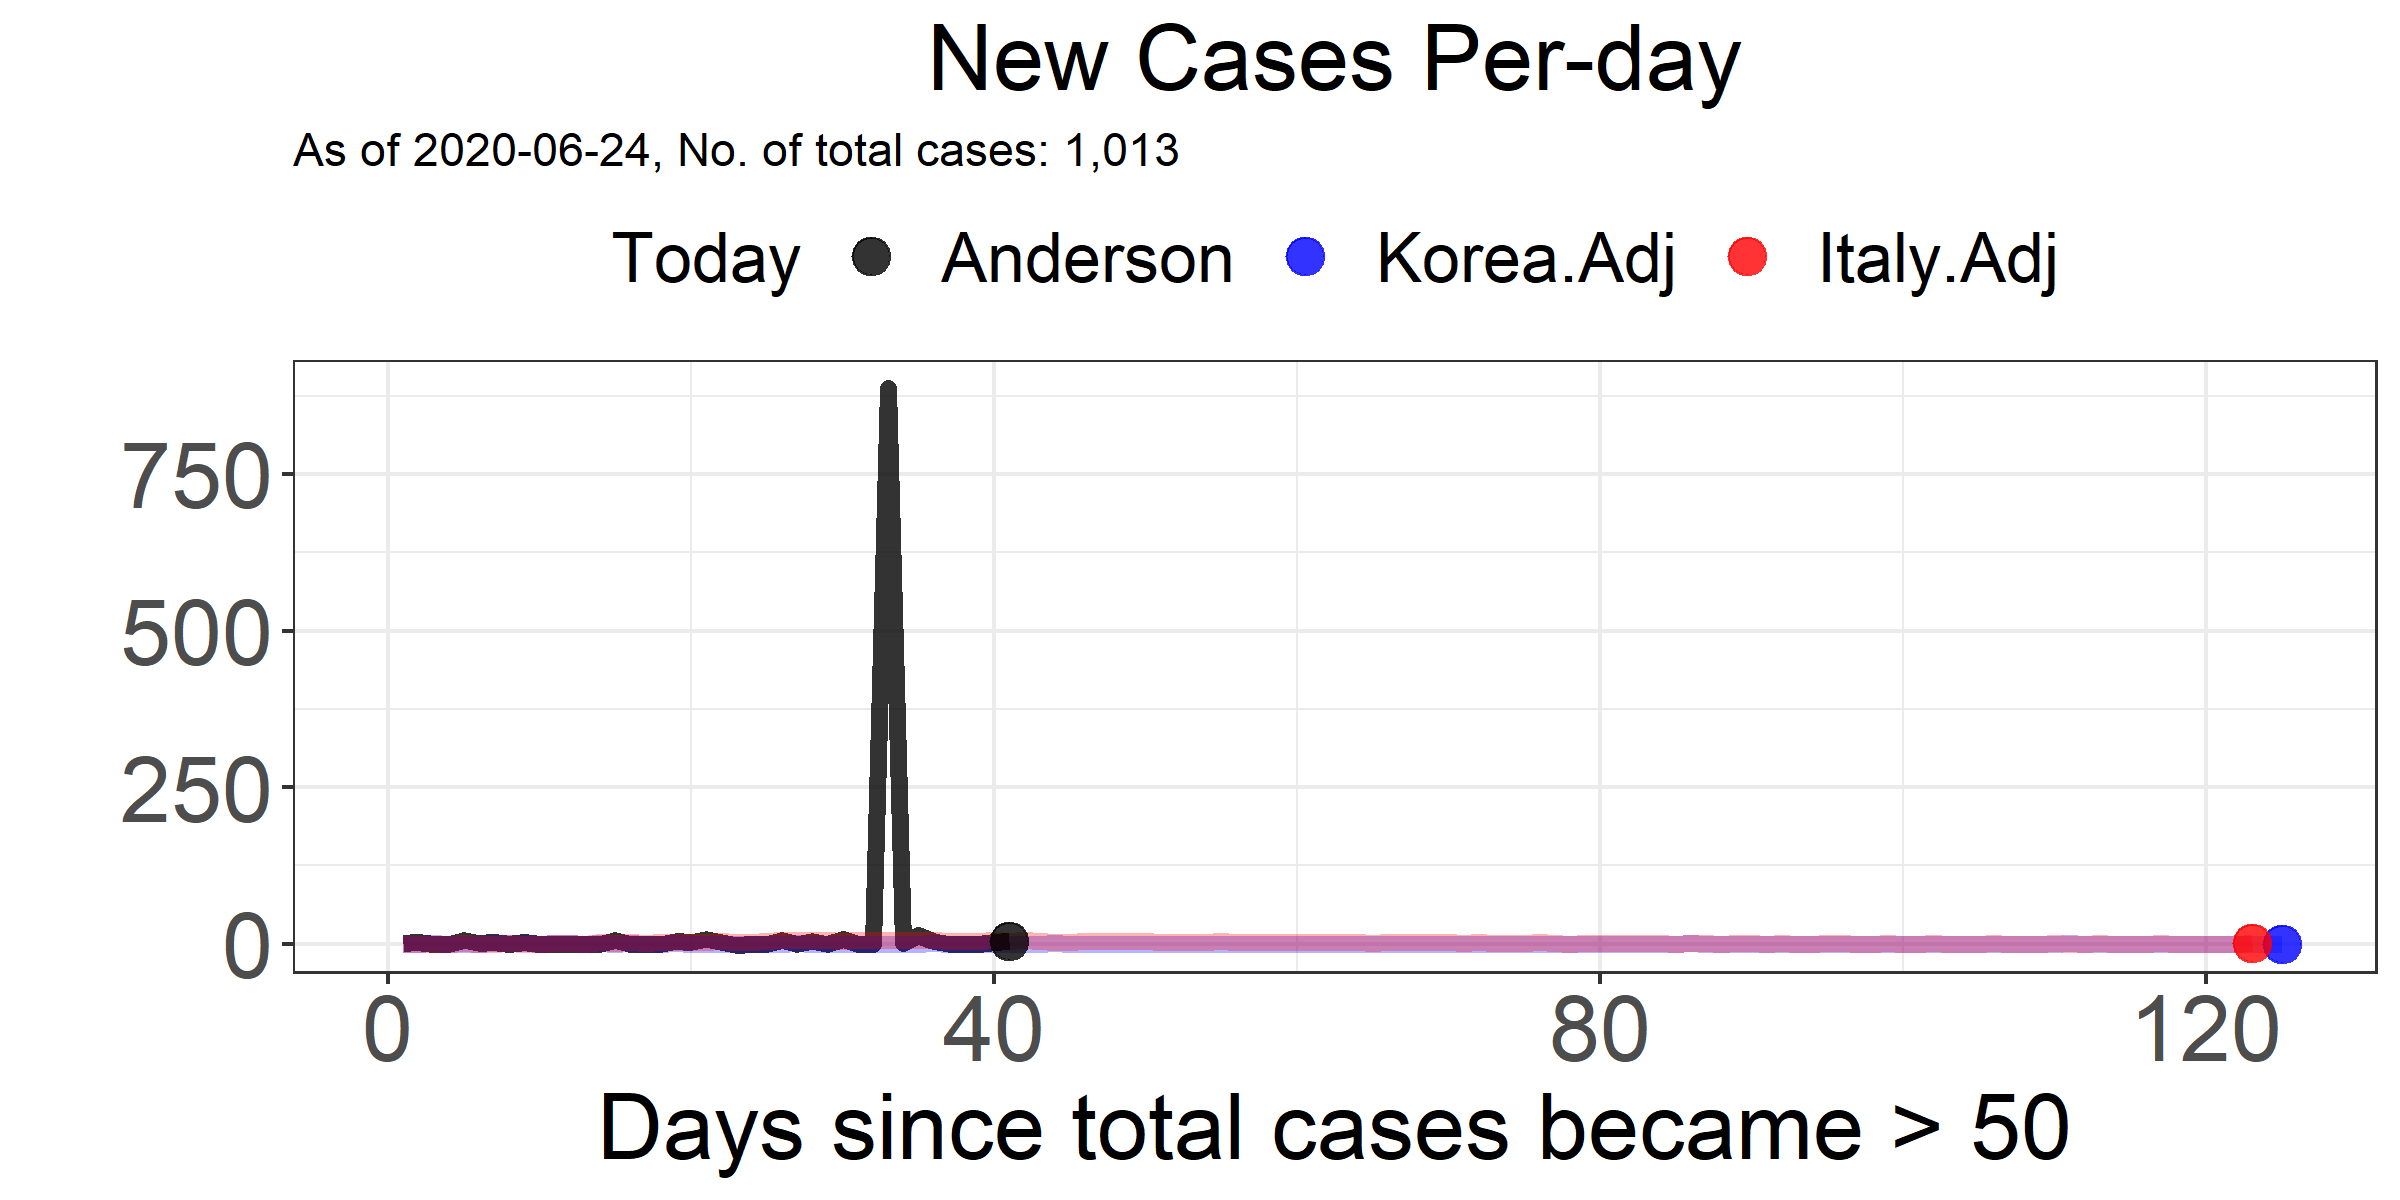 New Cases Per-day
As of 2020-06-24, No. of total cases: 1,013
Today Anderson Korea.Adj Italy.Adj
750
500
250
0
0 40 80 120
Days since total cases became > 50